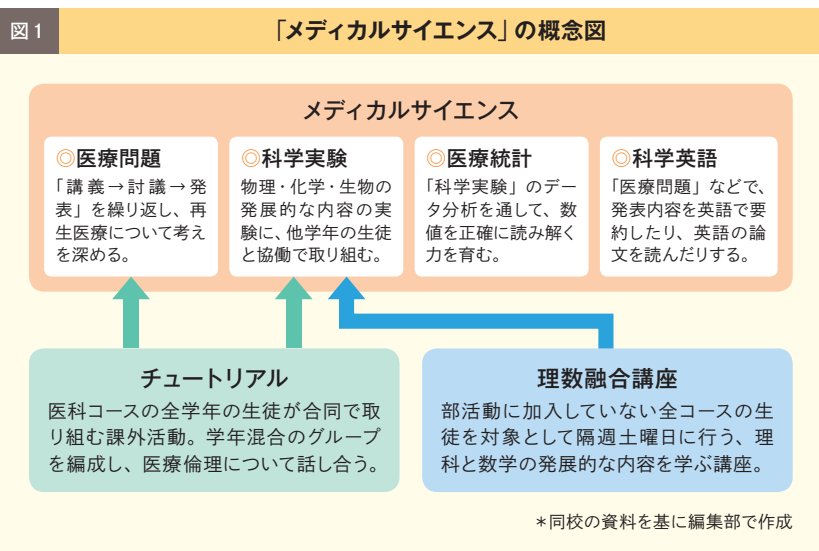 図1
「メディカルサイエンス」の概念図
メディカルサイエンス
◎医療問題
「講義→討議→発
表」を繰り返し、再
生医療について考え
を深める。
◎科学実験
物理・化学・生物の
発展的な内容の実
験に、他学年の生徒
と協働で取り組む。
◎医療統計
「科学実験」のデー
タ分析を通して、数
値を正確に読み解く
力を育む。
◎科学英語
「医療問題」などで、
発表内容を英語で要
約したり、英語の論
文を読んだりする。
チュートリアル
医科コースの全学年の生徒が合同で取
り組む課外活動。学年混合のグループ
を編成し、医療倫理について話し合う。
理数融合講座
部活動に加入していない全コースの生
徒を対象として隔週土曜日に行う、理
科と数学の発展的な内容を学ぶ講座。
＊同校の資料を基に編集部で作成